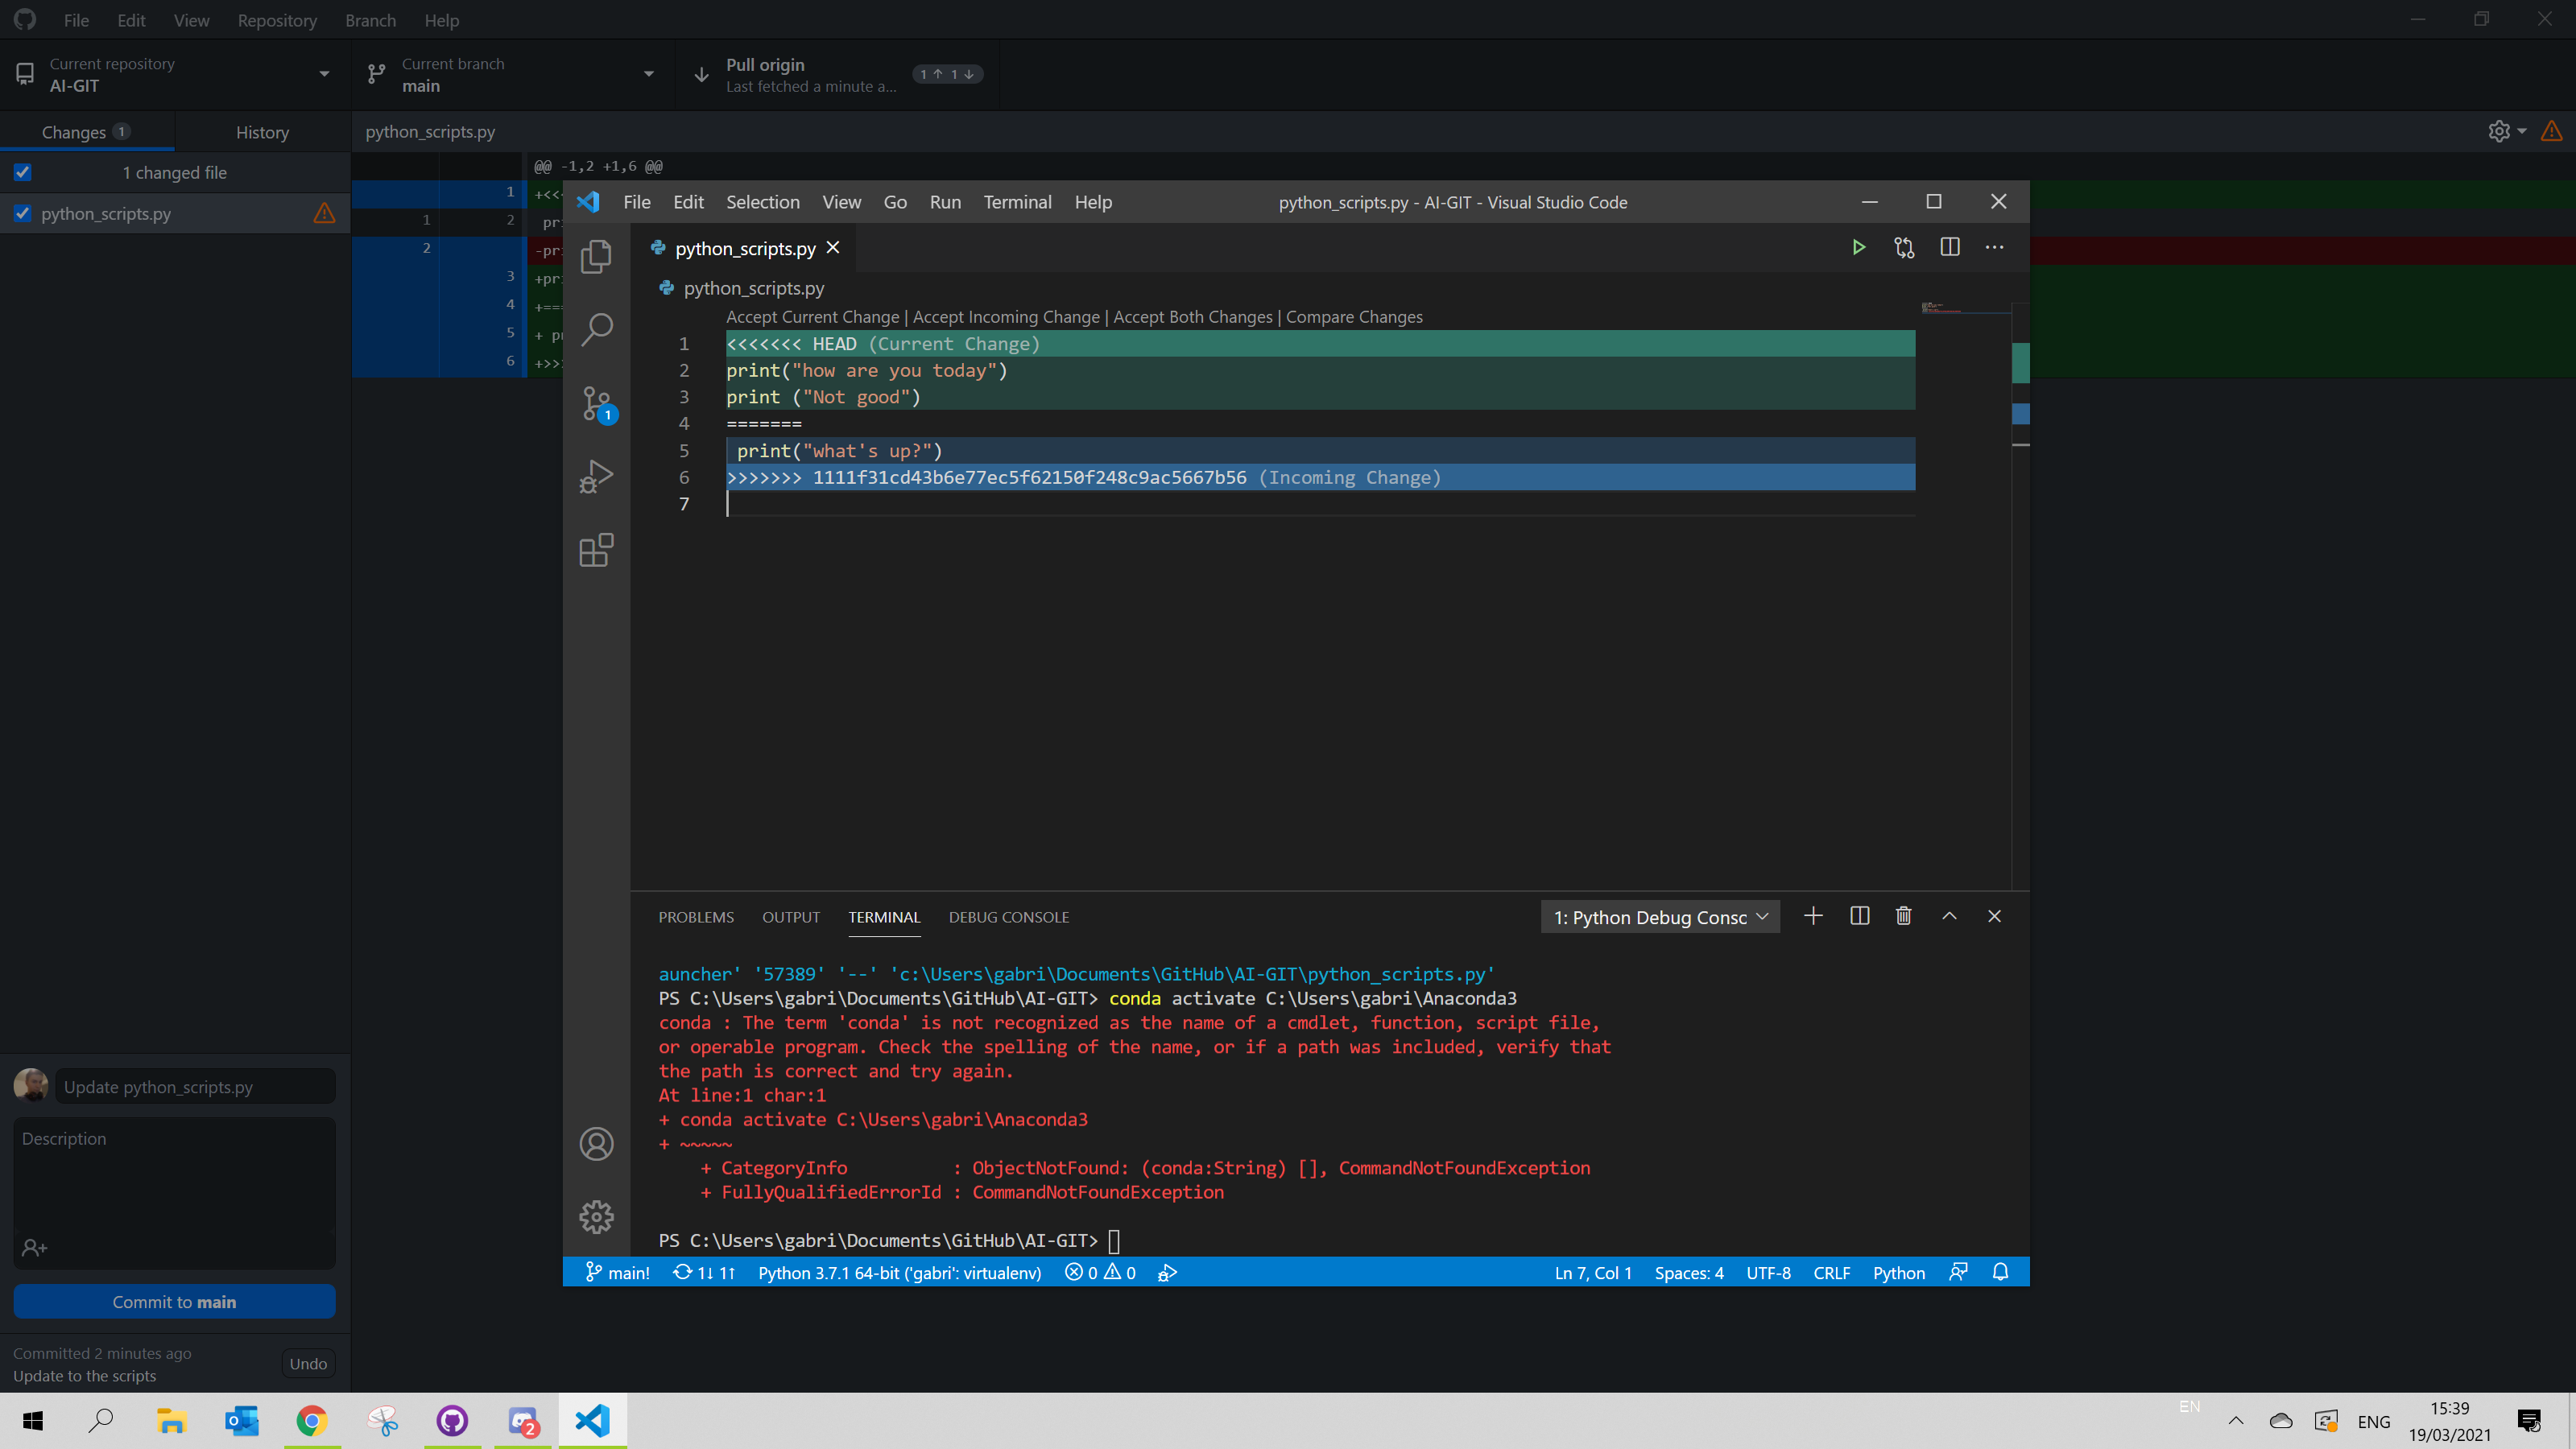 File Edit View Repository Branch Help
Current repository
AI-GIT
Current branch
main
Pull origin
Last fetched a minute a...
1 ↑ 1 ↓
Changes 1
History
python_scripts.py
1 changed file
python_scripts.py
@@ -1,2 +1,6 @@
1 +<<
1 2 pri
2 -pri
3 +pri
4 +==
5 + p
6 +>>
File Edit Selection View Go Run Terminal Help
python_scripts.py - AI-GIT - Visual Studio Code
python_scripts.py
python_scripts.py
Accept Current Change | Accept Incoming Change | Accept Both Changes | Compare Changes
1 <<<<<<< HEAD (Current Change)
2 print("how are you today")
3 print ("Not good")
4 =======
5 print("what's up?")
6 >>>>>>> 1111f31cd43b6e77ec5f62150f248c9ac5667b56 (Incoming Change)
7
1
PROBLEMS OUTPUT TERMINAL DEBUG CONSOLE
1: Python Debug Consc
auncher' '57389' '--' 'c:\Users\gabri\Documents\GitHub\AI-GIT\python_scripts.py'
PS C:\Users\gabri\Documents\GitHub\AI-GIT> conda activate C:\Users\gabri\Anaconda3
conda : The term 'conda' is not recognized as the name of a cmdlet, function, script file,
or operable program. Check the spelling of the name, or if a path was included, verify that
the path is correct and try again.
At line:1 char:1
+ conda activate C:\Users\gabri\Anaconda3
+ ~~~~~
+ CategoryInfo : ObjectNotFound: (conda:String) [], CommandNotFoundException
+ FullyQualifiedErrorId : CommandNotFoundException
PS C:\Users\gabri\Documents\GitHub\AI-GIT>
main! 1↓ 1↑ Python 3.7.1 64-bit ('gabri': virtualenv) 0 0
Ln 7, Col 1 Spaces: 4 UTF-8 CRLF Python
Update python_scripts.py
Description
Commit to main
Committed 2 minutes ago
Update to the scripts
Undo
2
EN
ENG
15:39
19/03/2021